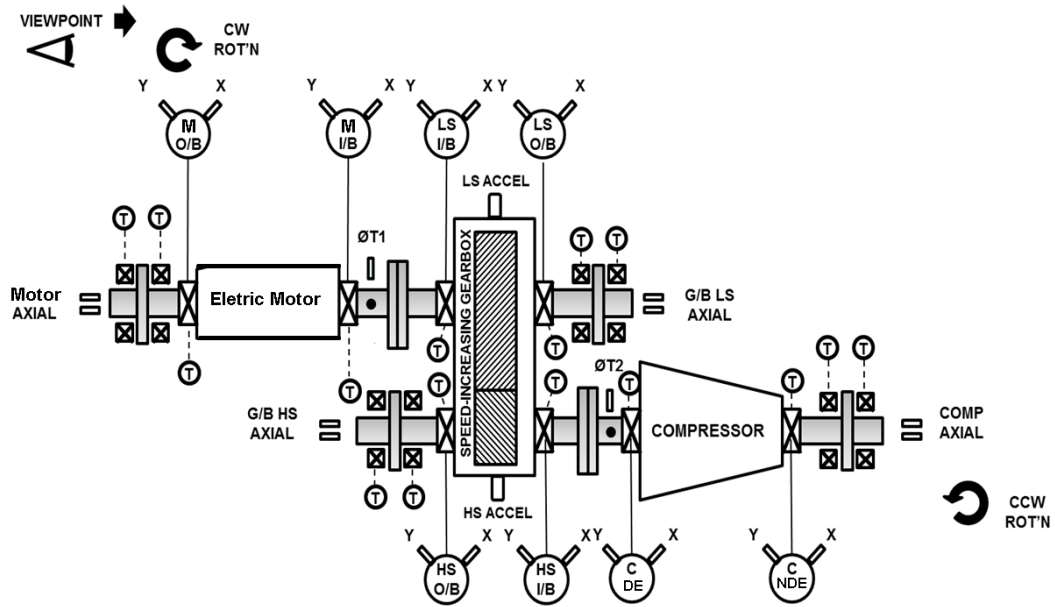 VIEWPOINT
CW
ROT'N
Y
X
M
O/B
Y
X
M
I/B
Y
X
LS
I/B
Y
X
LS
O/B
LS ACCEL
T
T
ØT1
T
T
Motor
AXIAL
Eletric Motor
SPEED-INCREASING GEARBOX
G/B LS
AXIAL
T
T
T
T
T
T
ØT2
T
T
T
T
G/B HS
AXIAL
COMPRESSOR
COMP
AXIAL
T
T
HS ACCEL
CCW
ROT'N
Y
X
HS
O/B
Y
X
HS
I/B
Y
X
C
DE
Y
X
C
NDE